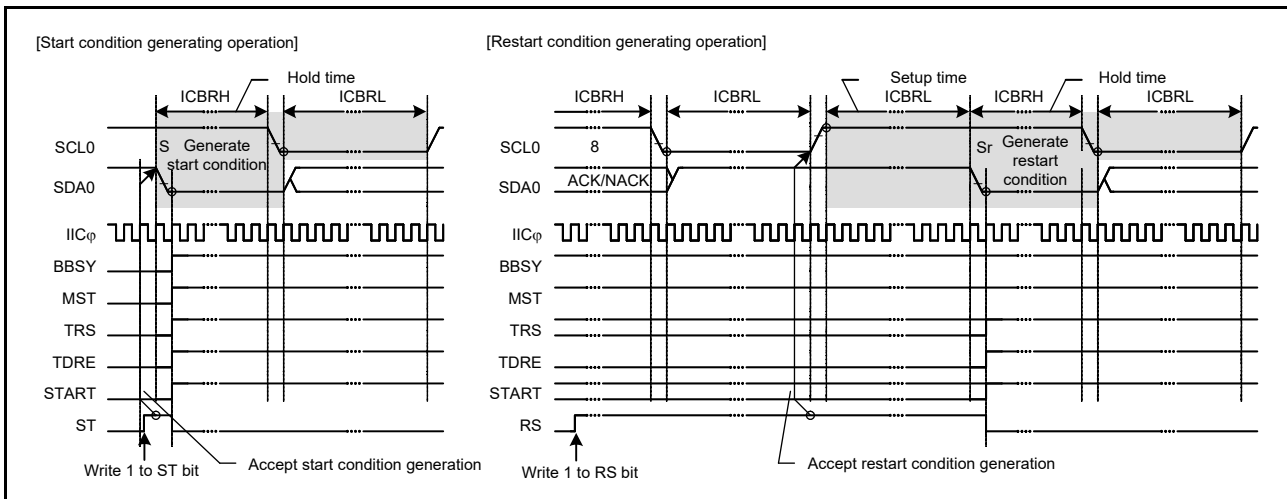 [Start condition generating operation]
Hold time
ICBRH
ICBRL
SCL0
S
Generate
start condition
SDA0
IICφ
BBSY
MST
TRS
TDRE
START
ST
Write 1 to ST bit
Accept start condition generation
[Restart condition generating operation]
Setup time
Hold time
ICBRH
ICBRL
ICBRL
ICBRH
ICBRL
SCL0
8
Sr
Generate
restart
condition
SDA0
ACK/NACK
IICφ
BBSY
MST
TRS
TDRE
START
RS
Write 1 to RS bit
Accept restart condition generation